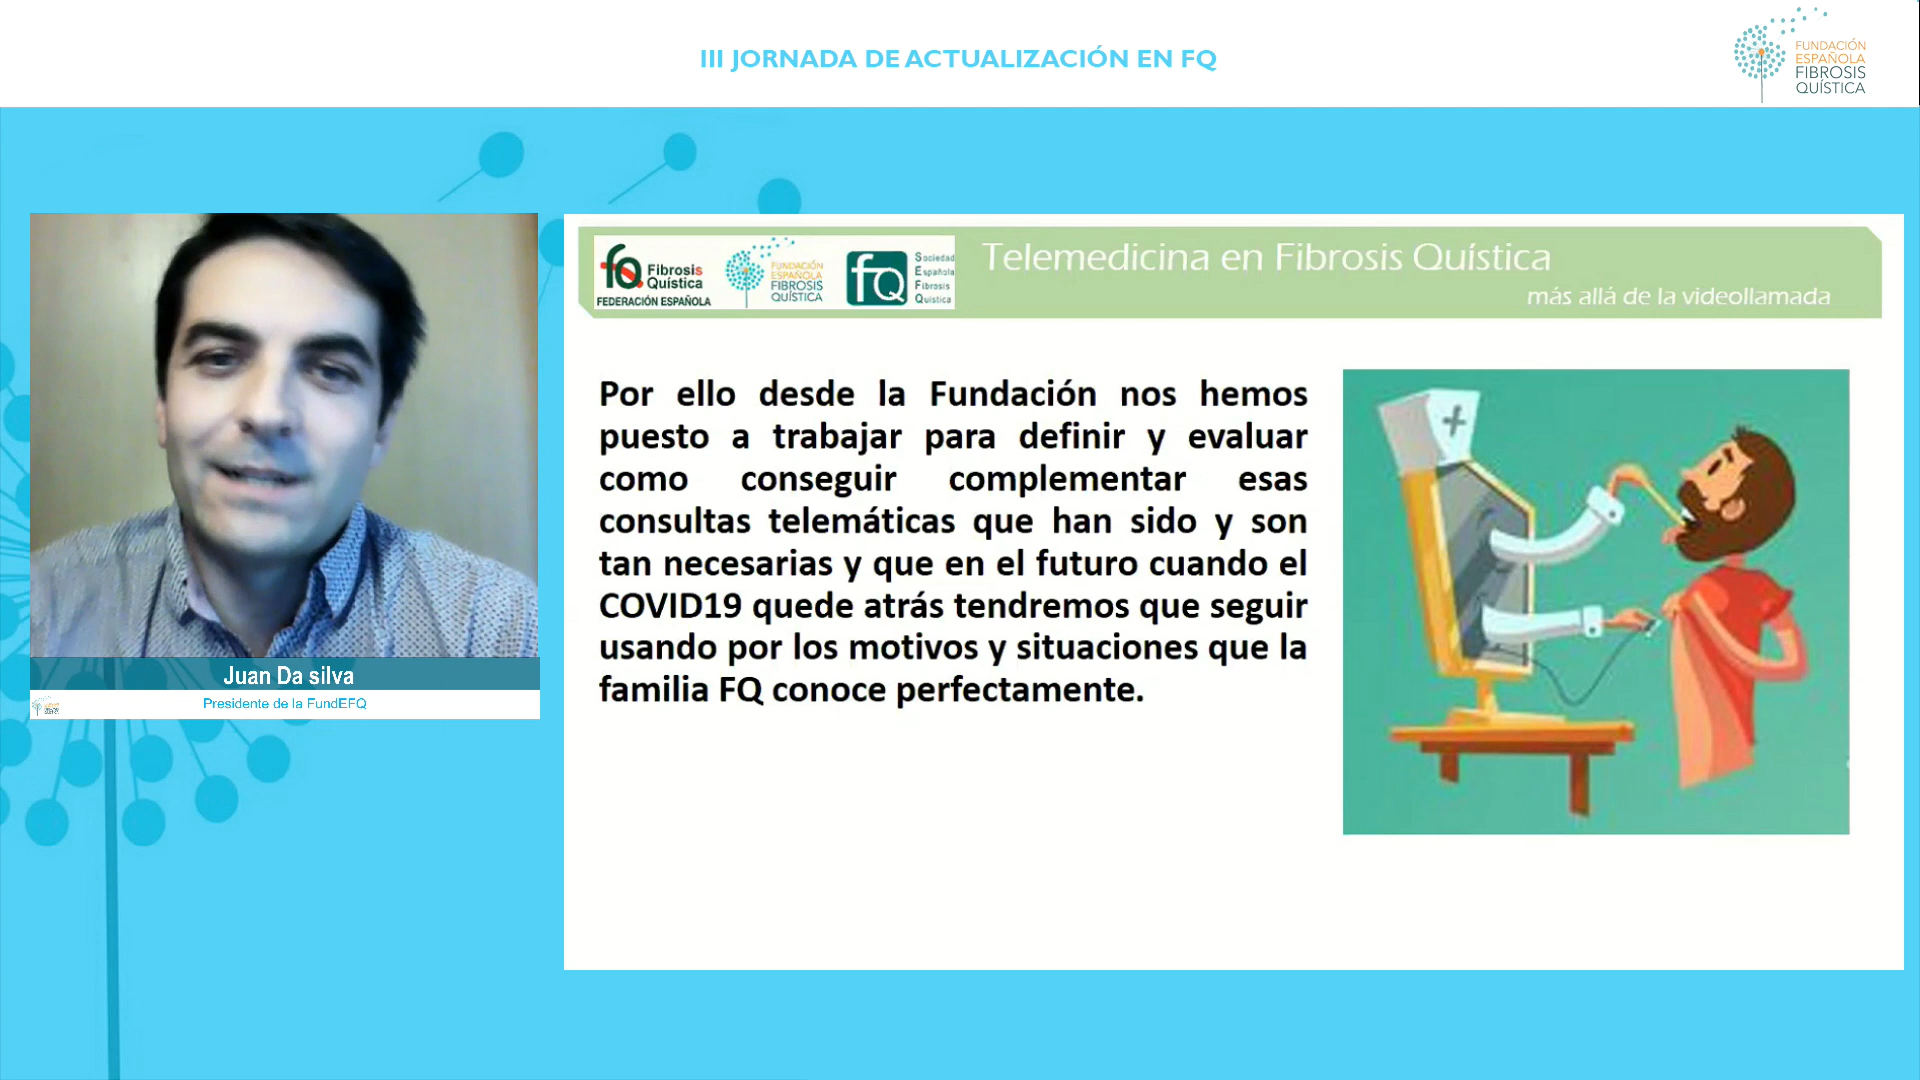 III JORNADA DE ACTUALIZACIÓN EN FQ
FUNDACIÓN
ESPAÑOLA
FIBROSIS
QUÍSTICA
fQ Fibrosis
Quística
FEDERACIÓN ESPAÑOLA
FUNDACIÓN
ESPAÑOLA
FIBROSIS
QUÍSTICA
fQ
Sociedad
Española
Fibrosis
Quística
Telemedicina en Fibrosis Quística
más allá de la videollamada
Por ello desde la Fundación nos hemos
puesto a trabajar para definir y evaluar
como conseguir complementar esas
consultas telemáticas que han sido y son
tan necesarias y que en el futuro cuando el
COVID19 quede atrás tendremos que seguir
usando por los motivos y situaciones que la
familia FQ conoce perfectamente.
Juan Da silva
Presidente de la FundEFQ